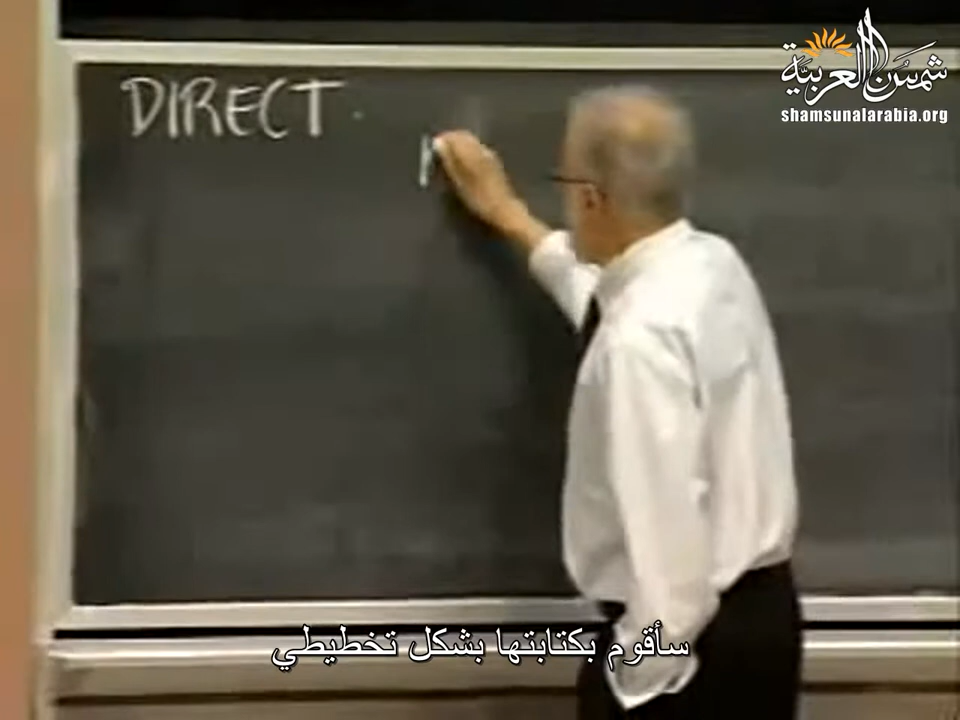 شمس العربية
shamsunalarabia.org
DIRECT
سأقوم بكتابتها بشكل تخطيطي